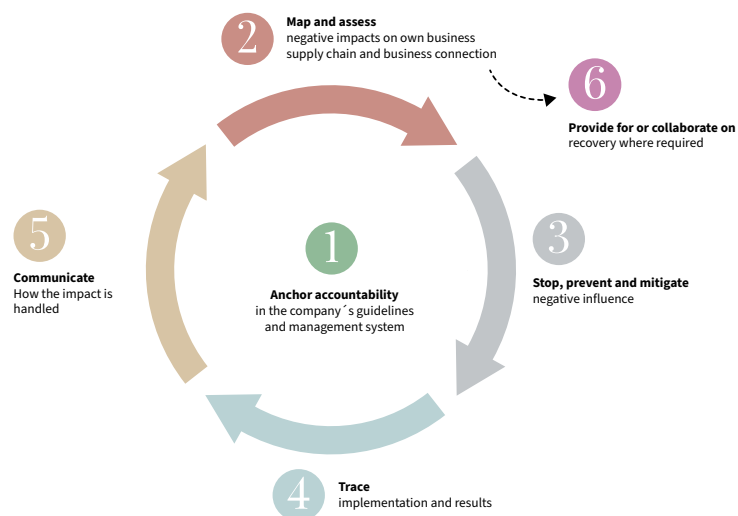 2
Map and assess
negative impacts on own business
supply chain and business connection
6
Provide for or collaborate on
recovery where required
3
Stop, prevent and mitigate
negative influence
1
Anchor accountability
in the company´s guidelines
and management system
5
Communicate
How the impact is
handled
4
Trace
implementation and results